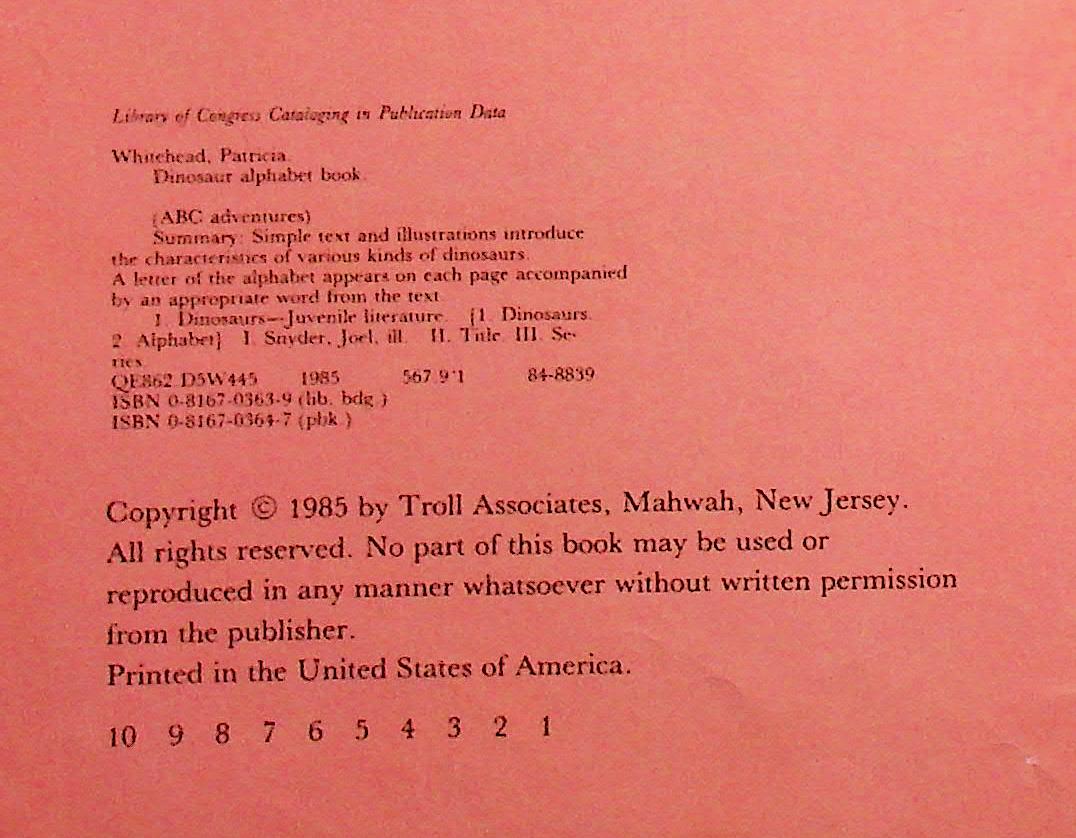 Library of Congress Cataloging in Publication Data
Whitehead, Patricia.
Dinosaur alphabet book.
(ABC adventures)
Summary: Simple text and illustrations introduce
the characteristics of various kinds of dinosaurs.
A letter of the alphabet appears on each page accompanied
by an appropriate word from the text.
1. Dinosaurs—Juvenile literature. [1. Dinosaurs.
2. Alphabet] I. Snyder, Joel, ill. II. Title. III. Se-
ries.
QE862.D5W445 1985 567.9'1 84-8839
ISBN 0-8167-0363-9 (lib. bdg.)
ISBN 0-8167-0364-7 (pbk.)
Copyright © 1985 by Troll Associates, Mahwah, New Jersey.
All rights reserved. No part of this book may be used or
reproduced in any manner whatsoever without written permission
from the publisher.
Printed in the United States of America.
10 9 8 7 6 5 4 3 2 1